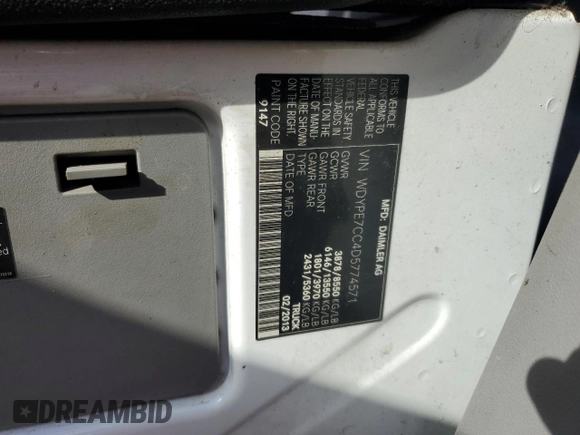 MFD: DAIMLER AG
VIN WDYPE7CC4D5774571
GVWR 3878/8550 KG/LB
GCWR 6146/13550 KG/LB
GAWR FRONT 1801/3970 KG/LB
GAWR REAR 2431/5360 KG/LB
TYPE TRUCK
DATE OF MFD. 02/2013
THIS VEHICLE
CONFORMS TO
ALL APPLICABLE
FEDERAL
VEHICLE SAFETY
STANDARDS IN
EFFECT ON THE
DATE OF MANU-
FACTURE SHOWN
ON THE RIGHT.
PAINT CODE
9147
DREAMBID